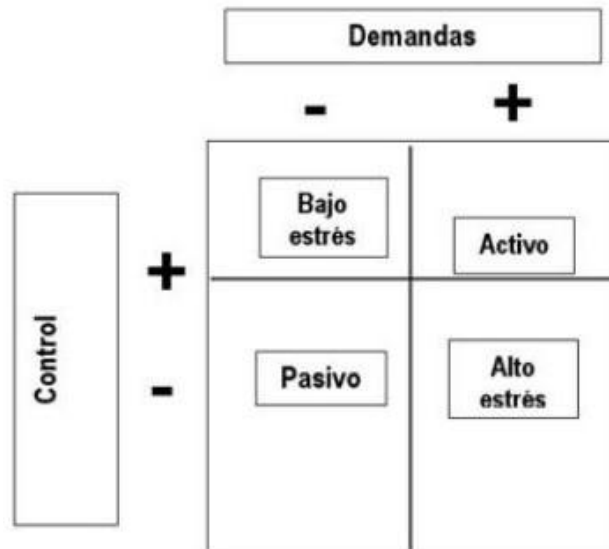 Demandas
- +
Bajo
estrés
Activo
+
Control
-
Pasivo
Alto
estrés